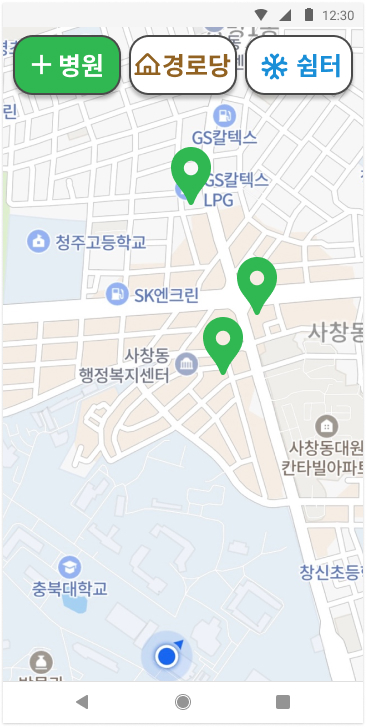 12:30
병원
경로당
쉼터
GS칼텍스
GS칼텍스
LPG
청주고등학교
SK엔크린
사창동
사창동
행정복지센터
사창동대원
칸타빌아파트
창신초등학
충북대학교